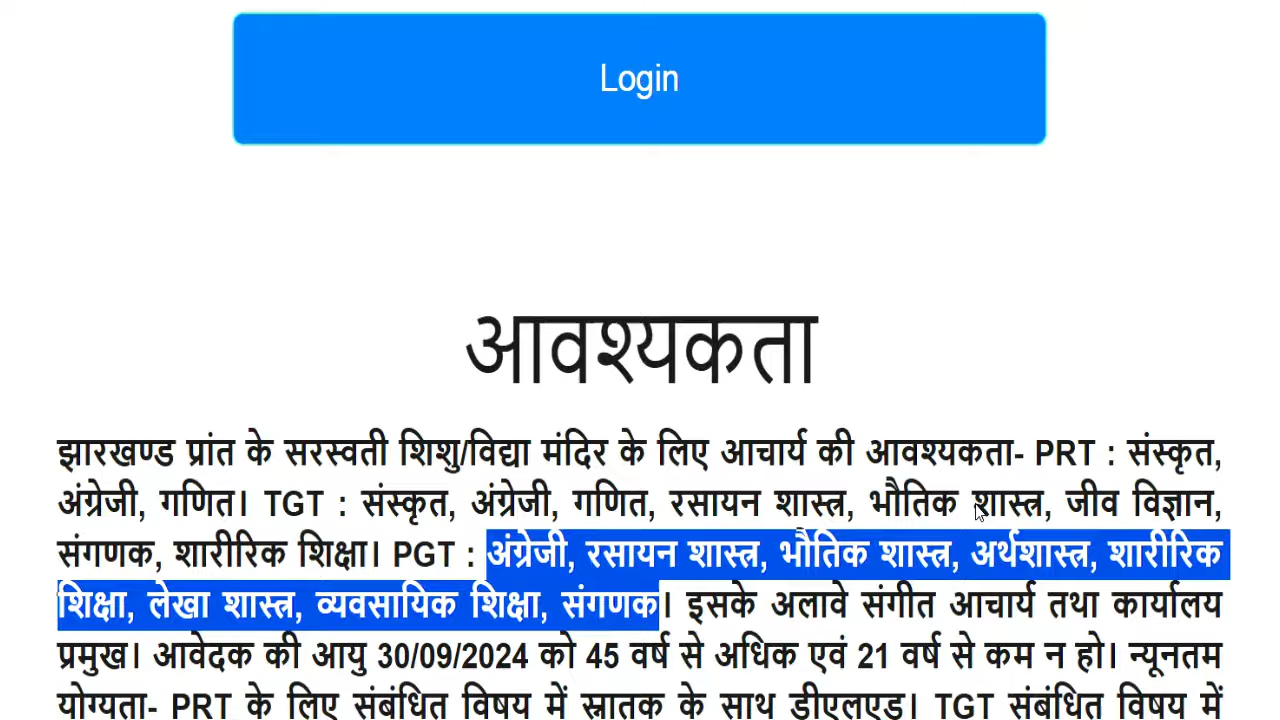 Login
आवश्यकता
झारखण्ड प्रांत के सरस्वती शिशु/विद्या मंदिर के लिए आचार्य की आवश्यकता- PRT : संस्कृत,
अंग्रेजी, गणित। TGT : संस्कृत, अंग्रेजी, गणित, रसायन शास्त्र, भौतिक शास्त्र, जीव विज्ञान,
संगणक, शारीरिक शिक्षा। PGT : अंग्रेजी, रसायन शास्त्र, भौतिक शास्त्र, अर्थशास्त्र, शारीरिक
शिक्षा, लेखा शास्त्र, व्यवसायिक शिक्षा, संगणक। इसके अलावे संगीत आचार्य तथा कार्यालय
प्रमुख। आवेदक की आयु 30/09/2024 को 45 वर्ष से अधिक एवं 21 वर्ष से कम न हो। न्यूनतम
योग्यता- PRT के लिए संबंधित विषय में स्नातक के साथ डीएलएड। TGT संबंधित विषय में